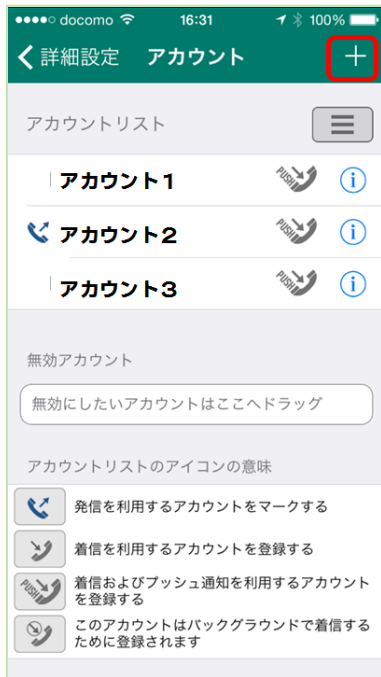 docomo 16:31 100%
詳細設定 アカウント
アカウントリスト
アカウント1 PUSH
アカウント2 PUSH
アカウント3 PUSH
無効アカウント
無効にしたいアカウントはここへドラッグ
アカウントリストのアイコンの意味
発信を利用するアカウントをマークする
着信を利用するアカウントを登録する
PUSH 着信およびプッシュ通知を利用するアカウント
を登録する
このアカウントはバックグラウンドで着信する
ために登録されます